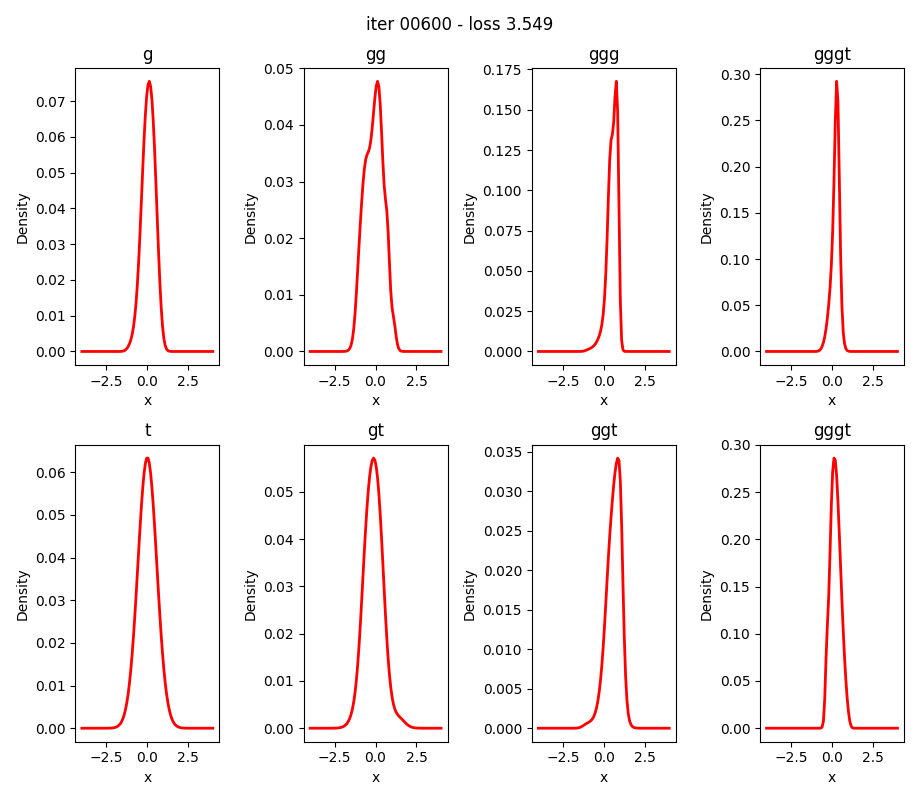 iter 00600 - loss 3.549
g
gg
ggg
gggt
0.07
0.06
0.05
0.04
0.03
0.02
0.01
0.00
Density
−2.5 0.0 2.5
x
0.05
0.04
0.03
0.02
0.01
0.00
Density
−2.5 0.0 2.5
x
0.175
0.150
0.125
0.100
0.075
0.050
0.025
0.000
Density
−2.5 0.0 2.5
x
0.30
0.25
0.20
0.15
0.10
0.05
0.00
Density
−2.5 0.0 2.5
x
t
gt
ggt
gggt
0.06
0.05
0.04
0.03
0.02
0.01
0.00
Density
−2.5 0.0 2.5
x
0.05
0.04
0.03
0.02
0.01
0.00
Density
−2.5 0.0 2.5
x
0.035
0.030
0.025
0.020
0.015
0.010
0.005
0.000
Density
−2.5 0.0 2.5
x
0.30
0.25
0.20
0.15
0.10
0.05
0.00
Density
−2.5 0.0 2.5
x